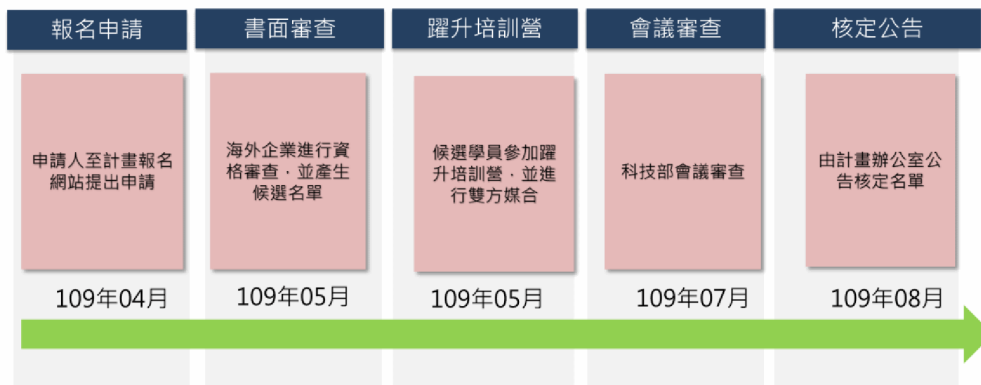 報名申請
書面審查
躍升培訓營
會議審查
核定公告
申請人至計畫報名
網站提出申請
海外企業進行資
格審查，並產生
候選名單
候選學員參加躍
升培訓營，並進
行雙方媒合
科技部會議審查
由計畫辦公室公
告核定名單
109年04月
109年05月
109年05月
109年07月
109年08月